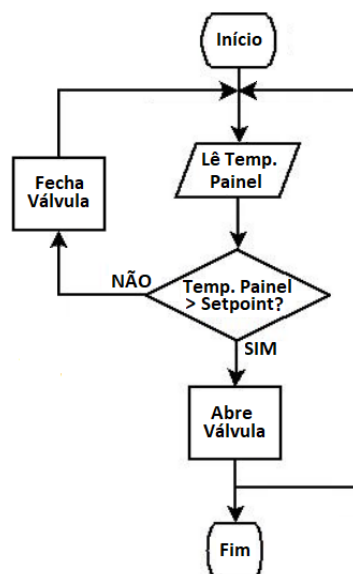 Início
Lê Temp.
Painel
Fecha
Válvula
NÃO
Temp. Painel
> Setpoint?
SIM
Abre
Válvula
Fim